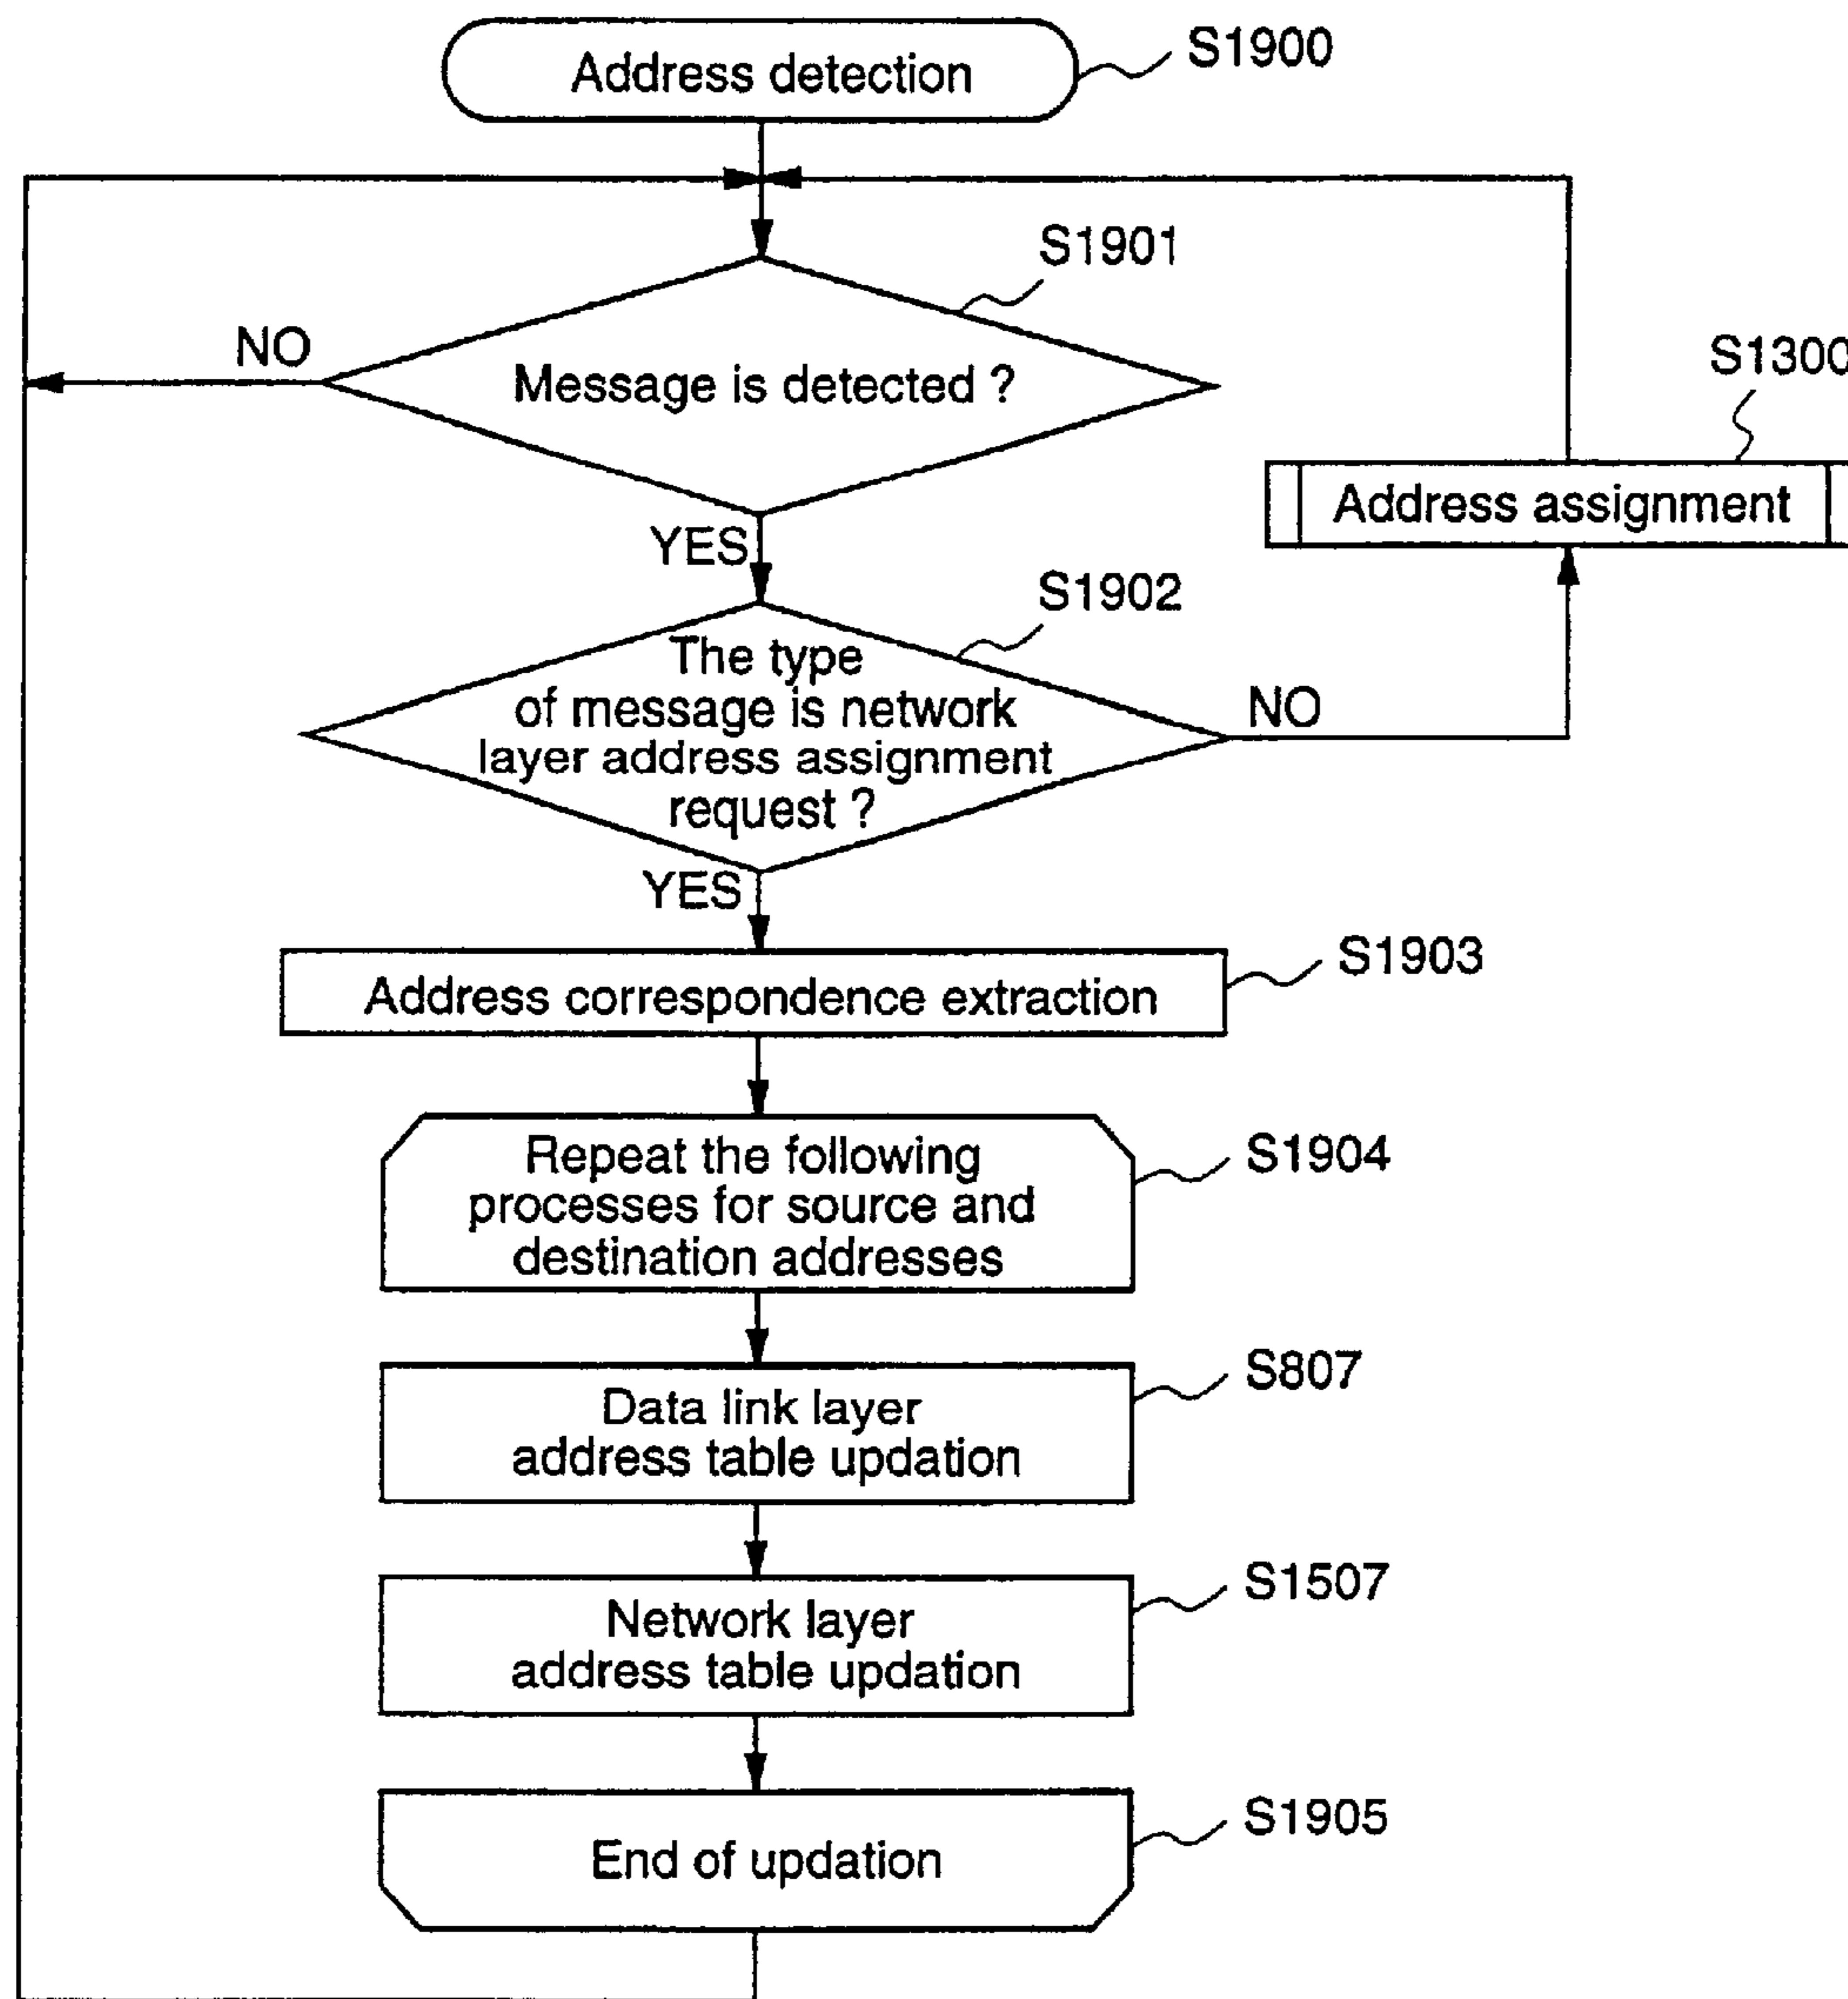 Address detection
S1900
S1901
Message is detected ?
NO
YES
S1300
Address assignment
S1902
The type
of message is network
layer address assignment
request ?
NO
YES
Address correspondence extraction
S1903
Repeat the following
processes for source and
destination addresses
S1904
Data link layer
address table updation
S807
Network layer
address table updation
S1507
End of updation
S1905